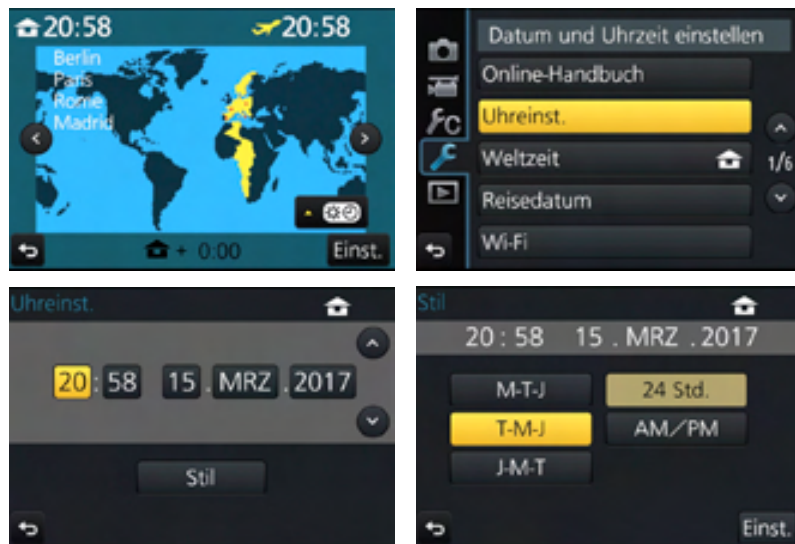 20:58 20:58
Berlin
Paris
Rome
Madrid
+ 0:00 Einst.
Datum und Uhrzeit einstellen
Online-Handbuch
Uhreinst.
Weltzeit
Reisedatum
Wi-Fi
1/6
C
Uhreinst.
20 : 58 15 . MRZ . 2017
Stil
Stil
20 : 58 15 . MRZ . 2017
M-T-J 24 Std.
T-M-J AM/PM
J-M-T
Einst.